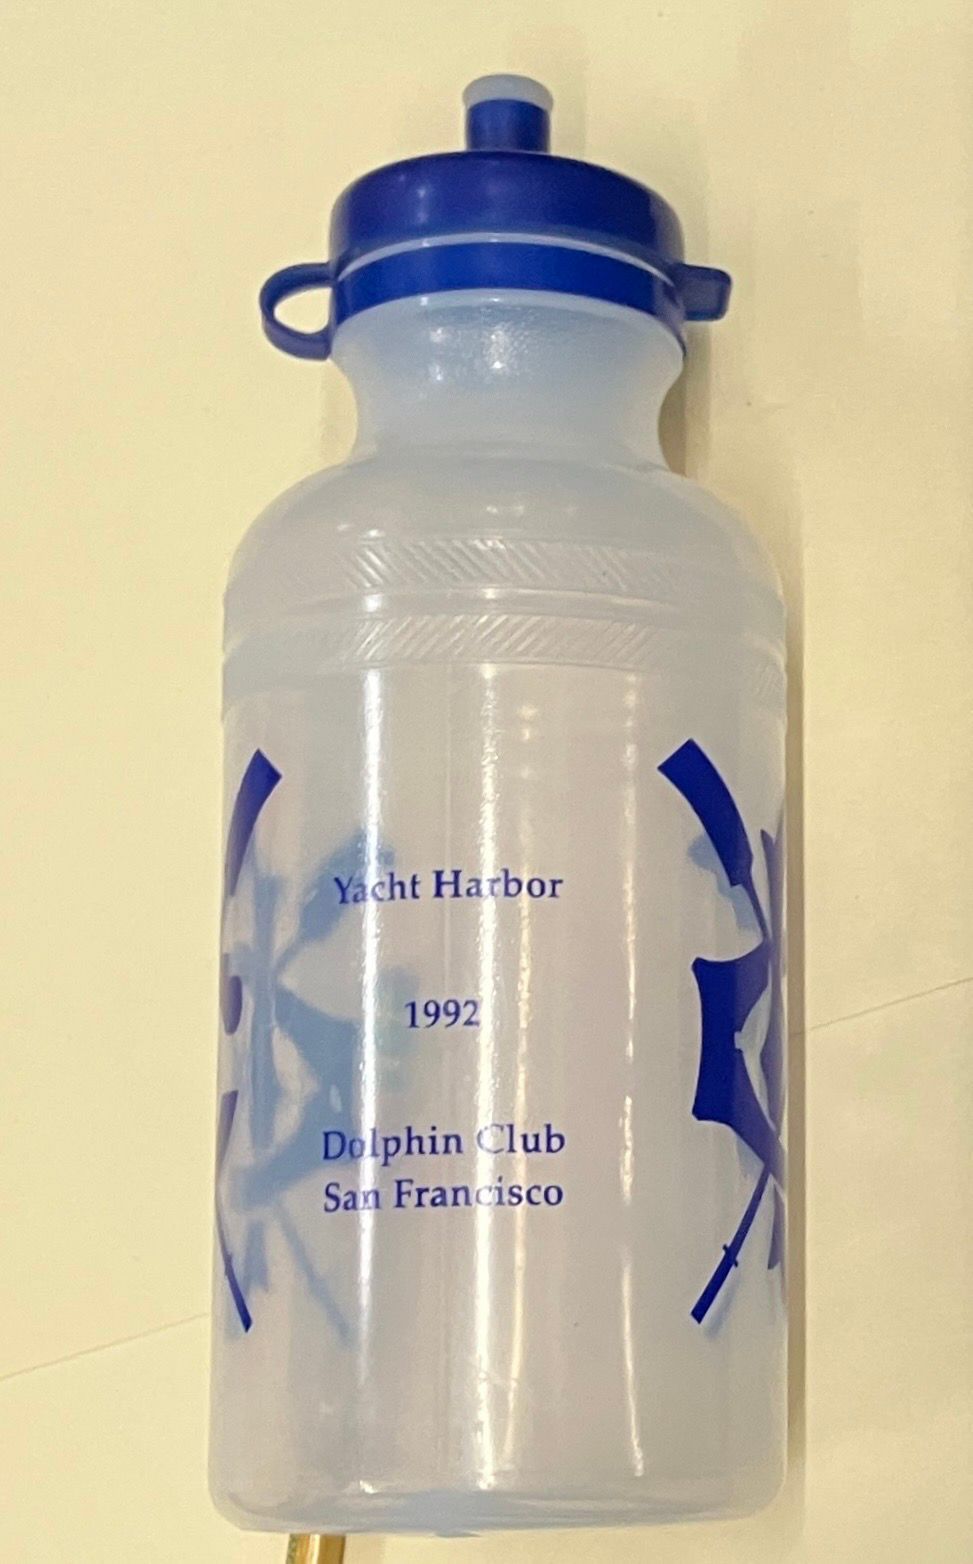 Yacht Harbor
1992
Dolphin Club
San Francisco